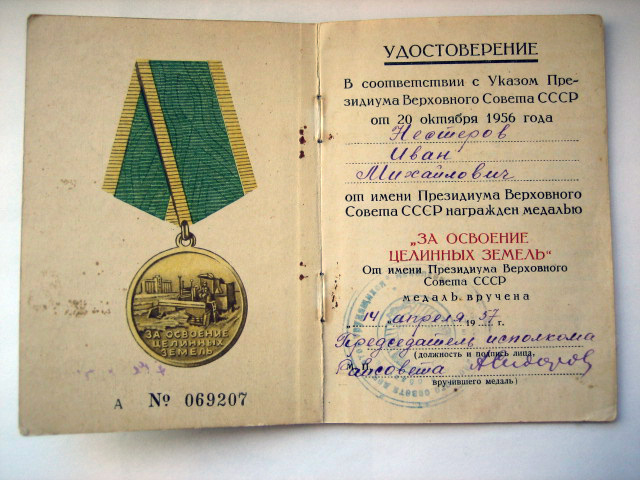 ЗА ОСВОЕНИЕ
ЦЕЛИННЫХ
ЗЕМЕЛЬ
А № 069207
УДОСТОВЕРЕНИЕ
В соответствии с Указом Пре-
зидиума Верховного Совета СССР
от 20 октября 1956 года
Нестеров
Иван
Михайлович
от имени Президиума Верховного
Совета СССР награжден медалью
„ЗА ОСВОЕНИЕ
ЦЕЛИННЫХ ЗЕМЕЛЬ“
От имени Президиума Верховного
Совета СССР
медаль вручена
„14„ апреля 1957 г.
Председатель исполкома
(должность и подпись лица,
Райсовета АСидоров
вручившего медаль)